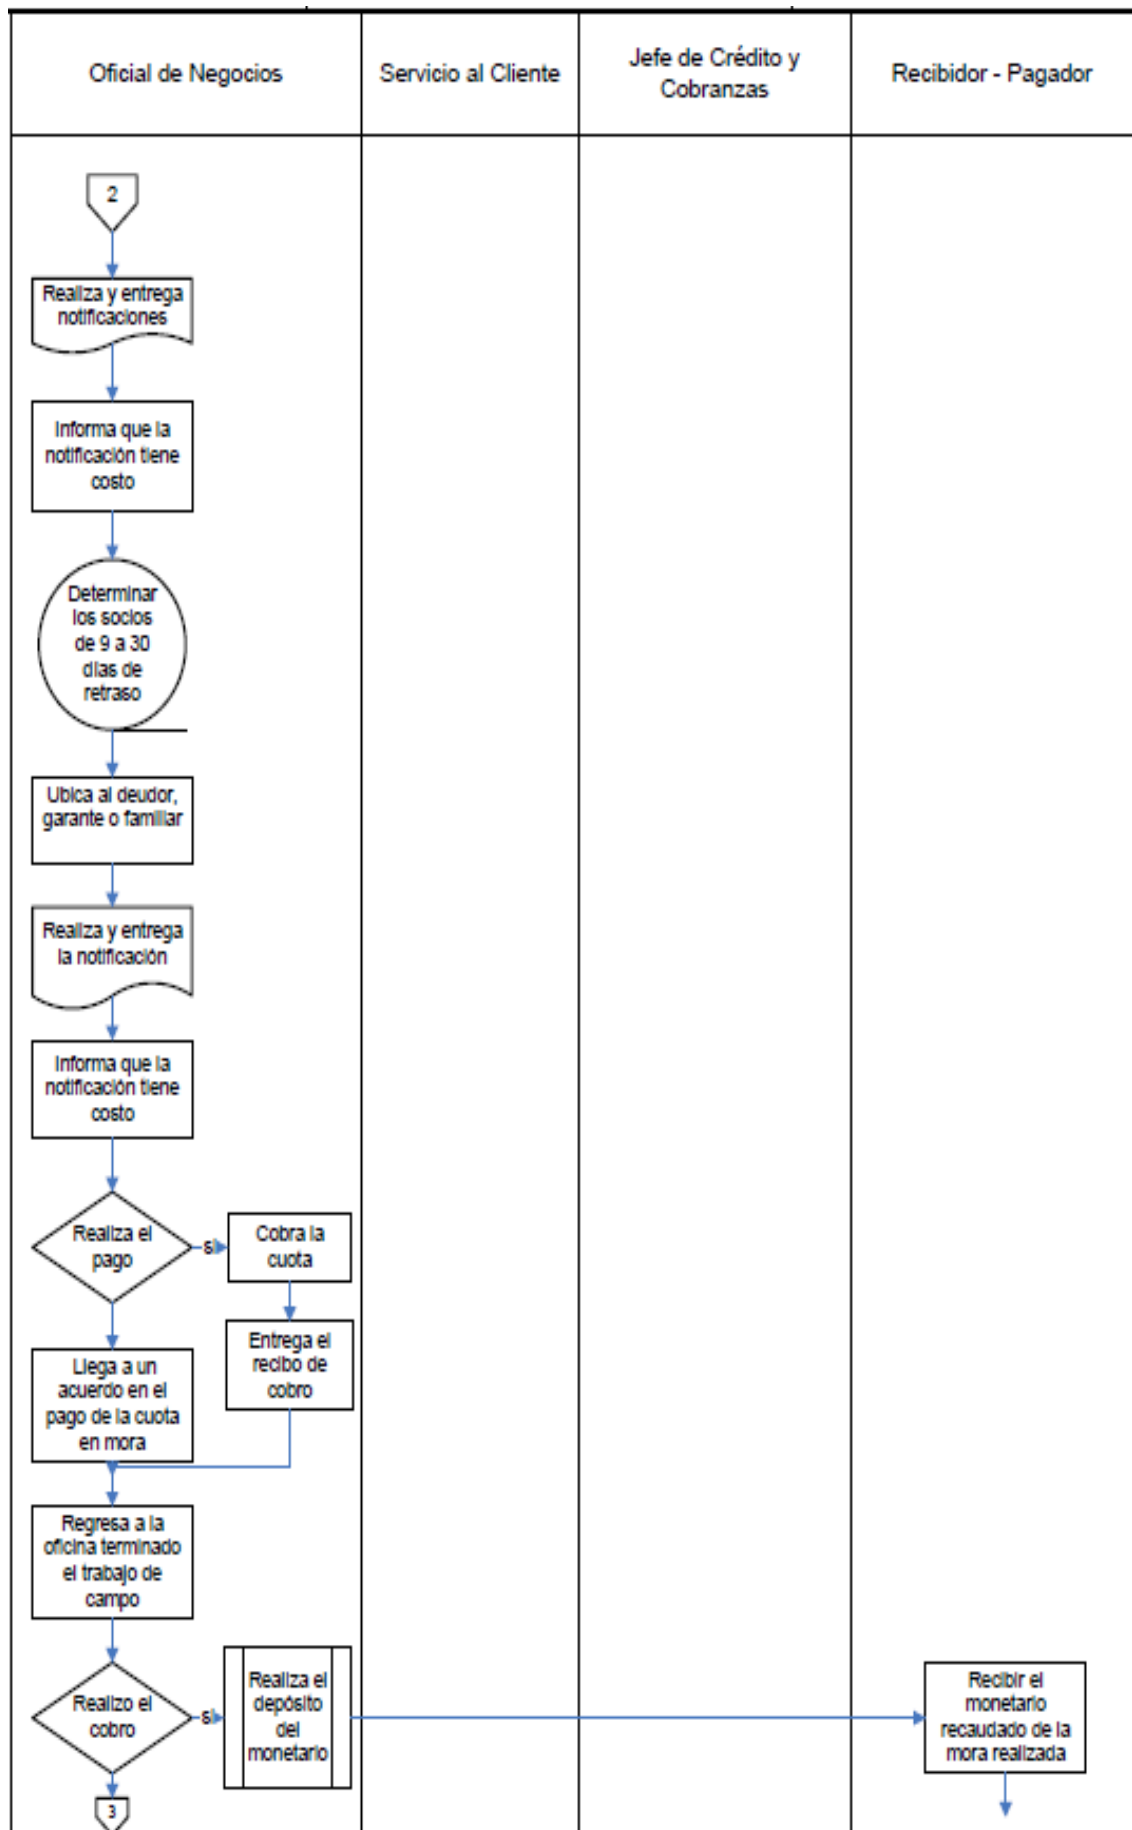 Oficial de Negocios
Servicio al Cliente
Jefe de Crédito y
Cobranzas
Recibidor - Pagador
2
Realiza y entrega
notificaciones
Informa que la
notificación tiene
costo
Determinar
los socios
de 9 a 30
días de
retraso
Ubica al deudor,
garante o familiar
Realiza y entrega
la notificación
Informa que la
notificación tiene
costo
Realiza el
pago
si
Cobra la
cuota
Entrega el
recibo de
cobro
Llega a un
acuerdo en el
pago de la cuota
en mora
Regresa a la
oficina terminado
el trabajo de
campo
Realizo el
cobro
si
Realiza el
depósito
del
monetario
Recibir el
monetario
recaudado de la
mora realizada
3